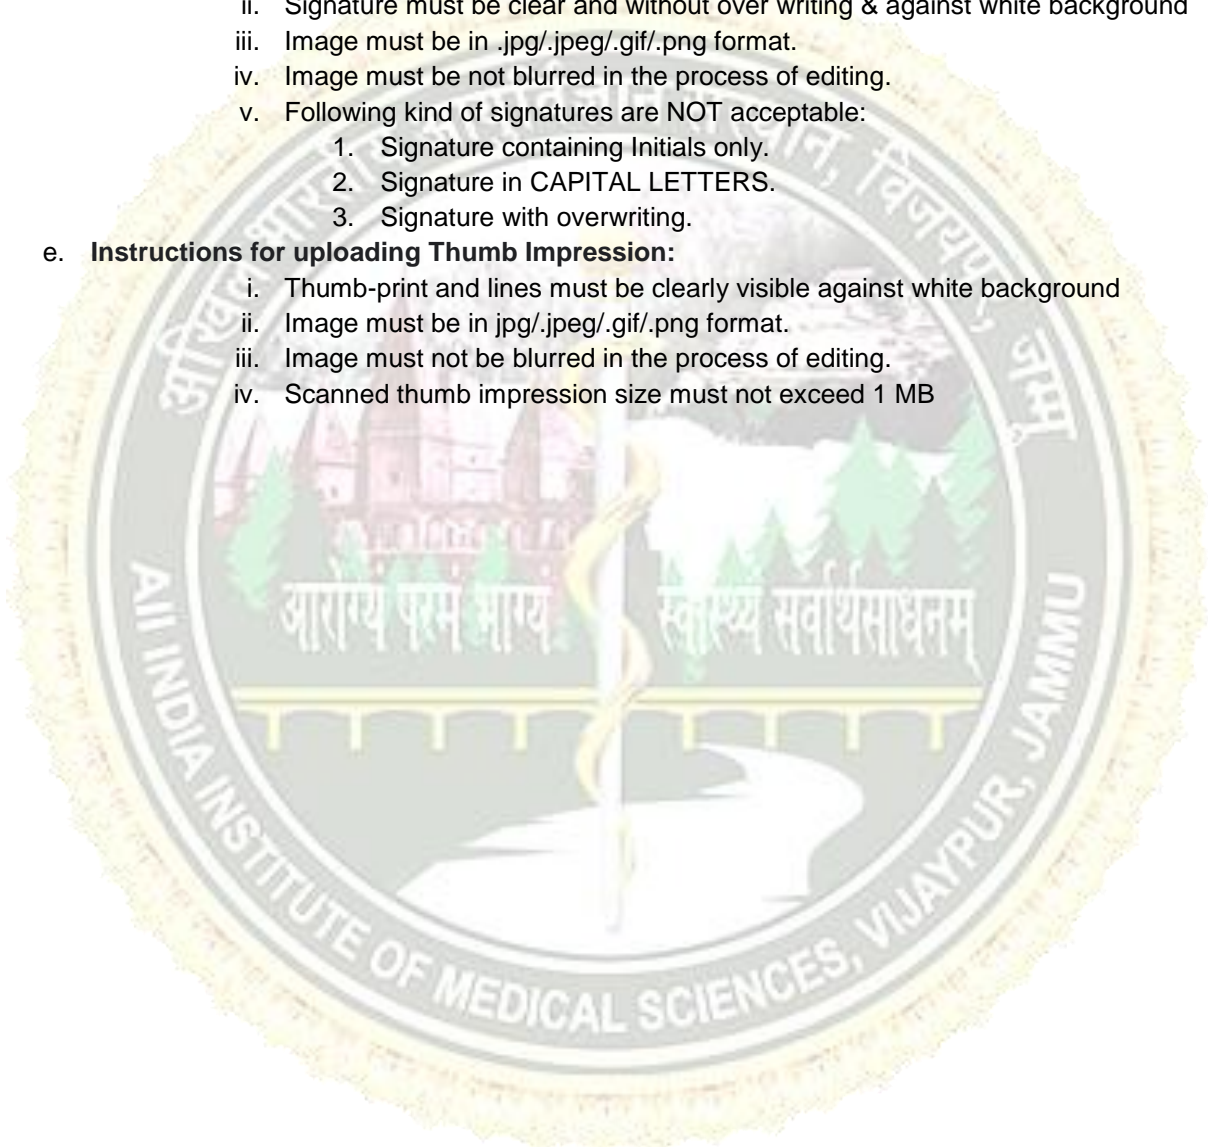 ii. Signature must be clear and without over writing & against white background
iii. Image must be in .jpg/.jpeg/.gif/.png format.
iv. Image must be not blurred in the process of editing.
v. Following kind of signatures are NOT acceptable:
1. Signature containing Initials only.
2. Signature in CAPITAL LETTERS.
3. Signature with overwriting.
e. Instructions for uploading Thumb Impression:
i. Thumb-print and lines must be clearly visible against white background
ii. Image must be in jpg/.jpeg/.gif/.png format.
iii. Image must not be blurred in the process of editing.
iv. Scanned thumb impression size must not exceed 1 MB
विजयपुर, जम्मू
आरोग्यं परमं भाग्यं स्वास्थ्यं सर्वार्थसाधनम्
All INDIA INSTITUTE OF MEDICAL SCIENCES, VIJAYPUR, JAMMU